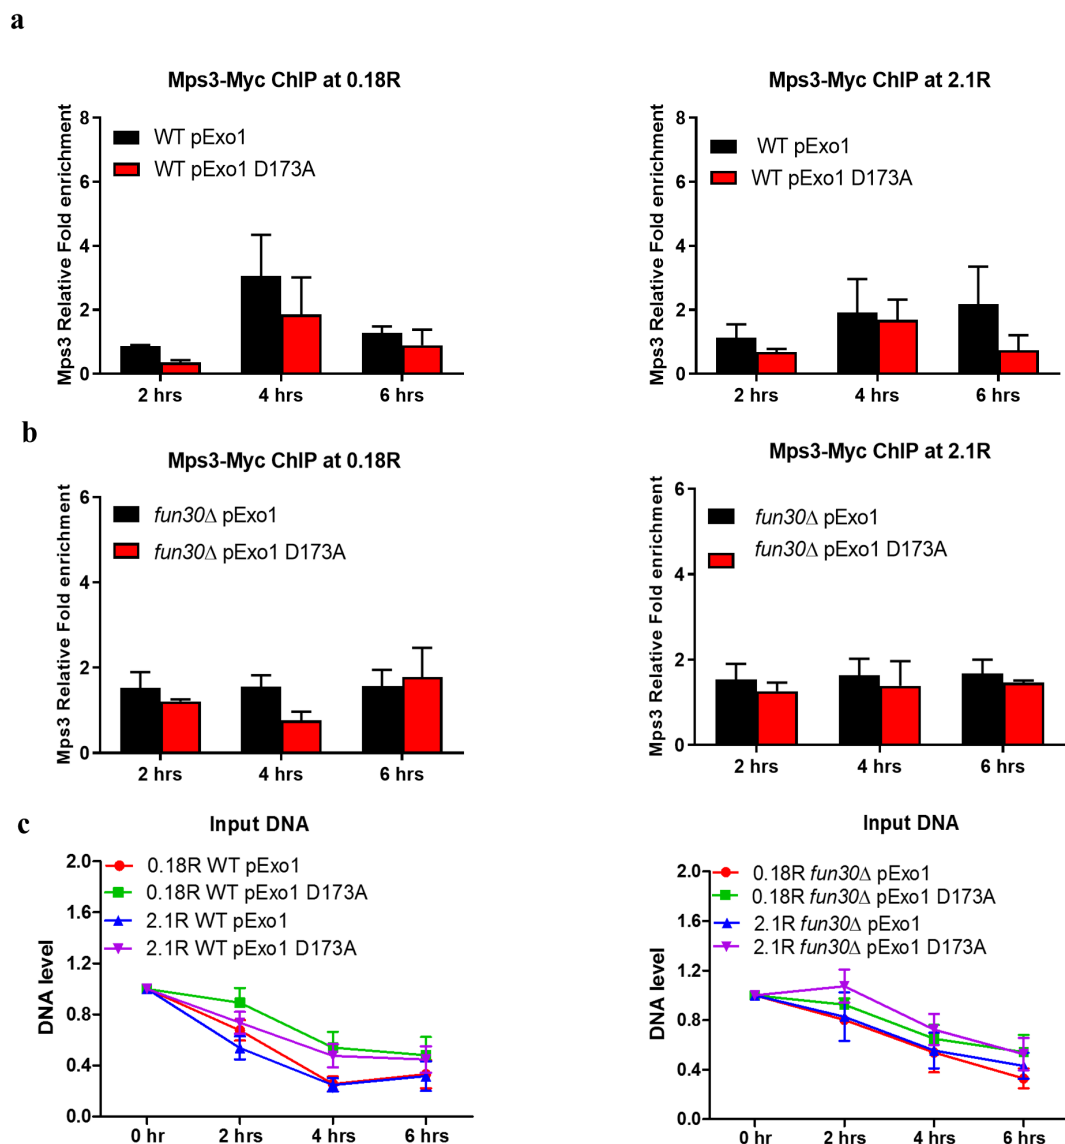 a
Mps3-Myc ChIP at 0.18R
Mps3 Relative Fold enrichment
8
6
4
2
0
WT pExo1
WT pExo1 D173A
2 hrs
4 hrs
6 hrs
Mps3-Myc ChIP at 2.1R
Mps3 Relative Fold enrichment
8
6
4
2
0
WT pExo1
WT pExo1 D173A
2 hrs
4 hrs
6 hrs
b
Mps3-Myc ChIP at 0.18R
Mps3 Relative Fold enrichment
6
4
2
0
fun30Δ pExo1
fun30Δ pExo1 D173A
2 hrs
4 hrs
6 hrs
Mps3-Myc ChIP at 2.1R
Mps3 Relative Fold enrichment
6
4
2
0
fun30Δ pExo1
fun30Δ pExo1 D173A
2 hrs
4 hrs
6 hrs
c
Input DNA
DNA level
2.0
1.6
1.2
0.8
0.4
0.0
0.18R WT pExo1
0.18R WT pExo1 D173A
2.1R WT pExo1
2.1R WT pExo1 D173A
0 hr
2 hrs
4 hrs
6 hrs
Input DNA
DNA level
2.0
1.6
1.2
0.8
0.4
0.0
0.18R fun30Δ pExo1
0.18R fun30Δ pExo1 D173A
2.1R fun30Δ pExo1
2.1R fun30Δ pExo1 D173A
0 hr
2 hrs
4 hrs
6 hrs